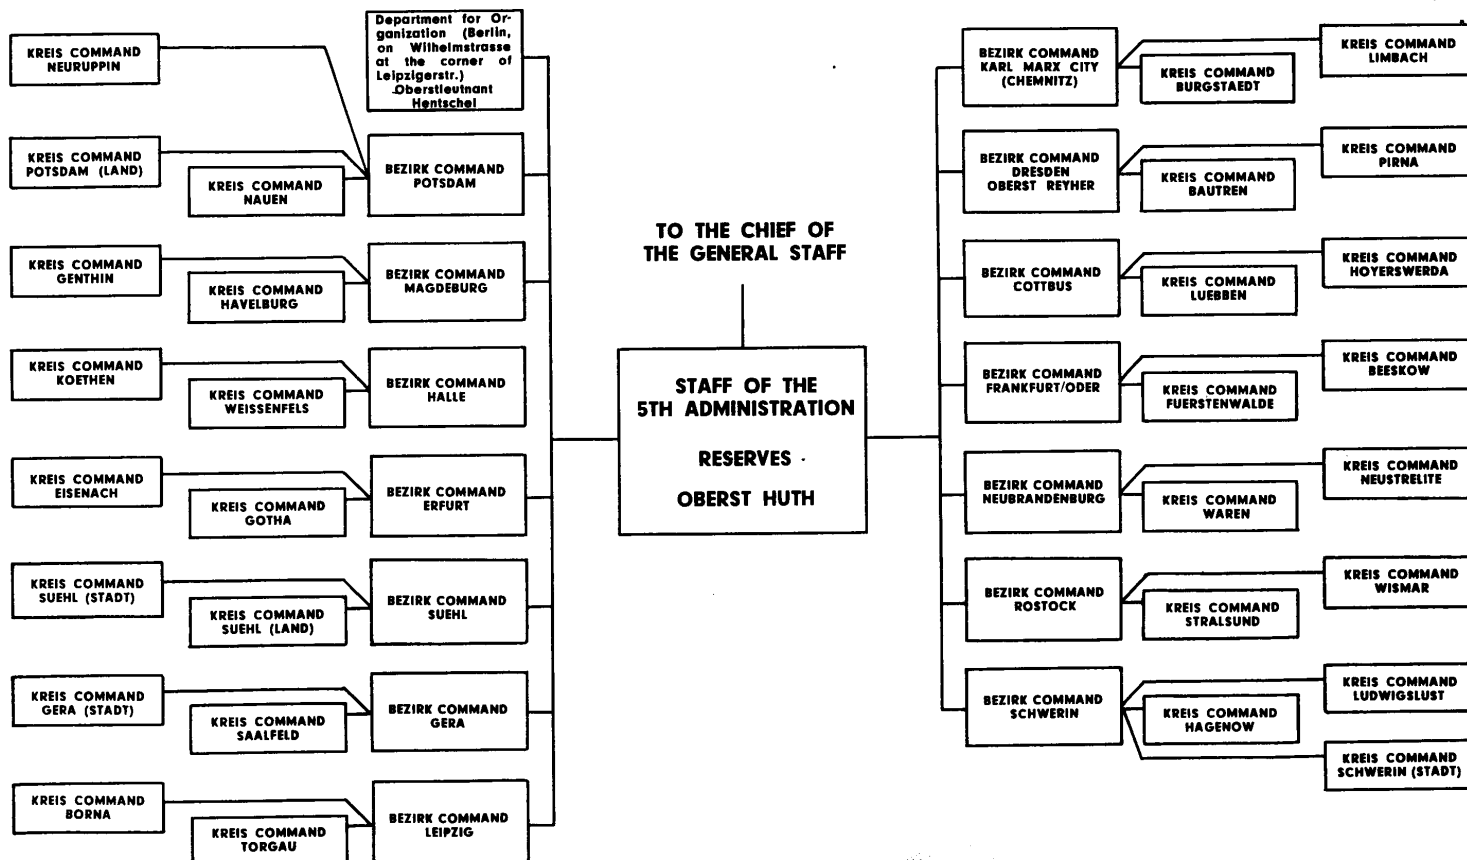 Department for Or-
ganization (Berlin,
on Wilhelmstrasse
at the corner of
Leipzigerstr.)
Oberstleutnant
Hentschel
KREIS COMMAND
NEURUPPIN
KREIS COMMAND
POTSDAM (LAND)
KREIS COMMAND
NAUEN
BEZIRK COMMAND
POTSDAM
KREIS COMMAND
GENTHIN
KREIS COMMAND
HAVELBURG
BEZIRK COMMAND
MAGDEBURG
KREIS COMMAND
KOETHEN
KREIS COMMAND
WEISSENFELS
BEZIRK COMMAND
HALLE
KREIS COMMAND
EISENACH
KREIS COMMAND
GOTHA
BEZIRK COMMAND
ERFURT
KREIS COMMAND
SUEHL (STADT)
KREIS COMMAND
SUEHL (LAND)
BEZIRK COMMAND
SUEHL
KREIS COMMAND
GERA (STADT)
KREIS COMMAND
SAALFELD
BEZIRK COMMAND
GERA
KREIS COMMAND
BORNA
KREIS COMMAND
TORGAU
BEZIRK COMMAND
LEIPZIG
TO THE CHIEF OF
THE GENERAL STAFF
STAFF OF THE
5TH ADMINISTRATION
RESERVES
OBERST HUTH
BEZIRK COMMAND
KARL MARX CITY
(CHEMNITZ)
KREIS COMMAND
BURGSTAEDT
KREIS COMMAND
LIMBACH
BEZIRK COMMAND
DRESDEN
OBERST REYHER
KREIS COMMAND
BAUTREN
KREIS COMMAND
PIRNA
BEZIRK COMMAND
COTTBUS
KREIS COMMAND
LUEBBEN
KREIS COMMAND
HOYERSWERDA
BEZIRK COMMAND
FRANKFURT/ODER
KREIS COMMAND
FUERSTENWALDE
KREIS COMMAND
BEESKOW
BEZIRK COMMAND
NEUBRANDENBURG
KREIS COMMAND
WAREN
KREIS COMMAND
NEUSTRELITE
BEZIRK COMMAND
ROSTOCK
KREIS COMMAND
STRALSUND
KREIS COMMAND
WISMAR
BEZIRK COMMAND
SCHWERIN
KREIS COMMAND
HAGENOW
KREIS COMMAND
LUDWIGSLUST
KREIS COMMAND
SCHWERIN (STADT)